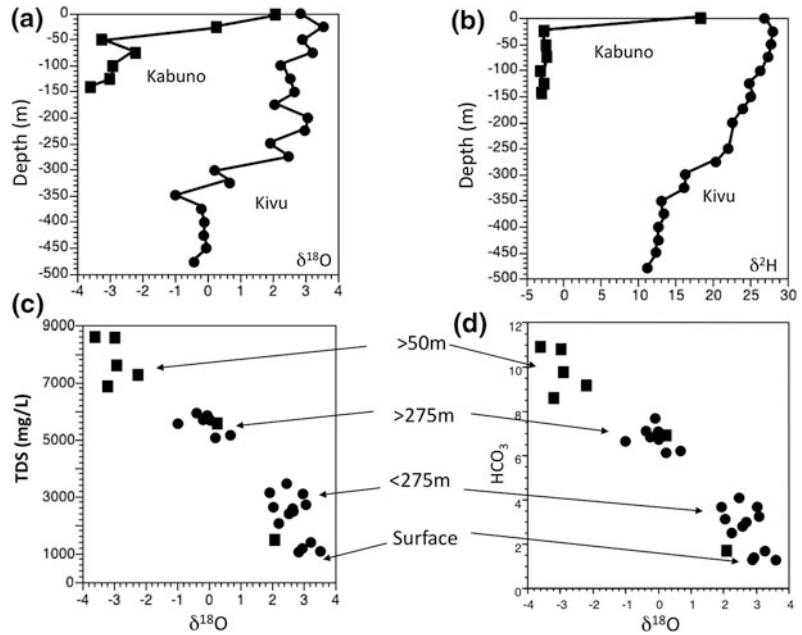 (a)
0
-50
-100
-150
-200
-250
-300
-350
-400
-450
-500
Depth (m)
Kabuno
Kivu
δ¹⁸O
-4 -3 -2 -1 0 1 2 3 4
(b)
0
-50
-100
-150
-200
-250
-300
-350
-400
-450
-500
Depth (m)
Kabuno
Kivu
δ²H
-5 0 5 10 15 20 25 30
(c)
9000
7000
5000
3000
1000
0
TDS (mg/L)
-4 -3 -2 -1 0 1 2 3 4
δ¹⁸O
>50m
>275m
<275m
Surface
(d)
12
10
8
6
4
2
0
HCO₃
-4 -3 -2 -1 0 1 2 3 4
δ¹⁸O